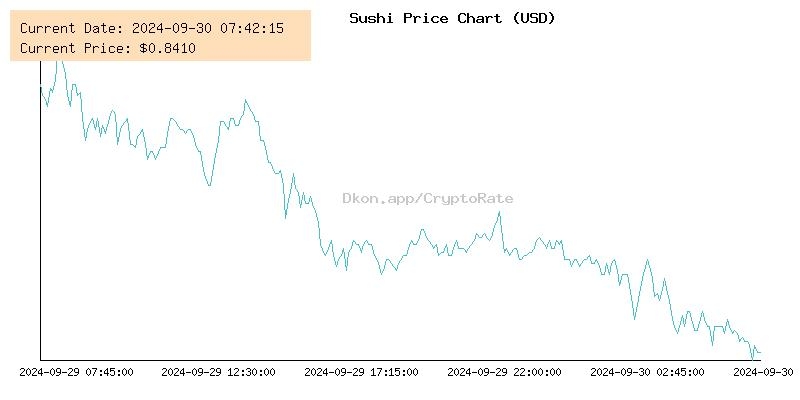 Sushi Price Chart (USD)
Current Date: 2024-09-30 07:42:15
Current Price: $0.8410
Dkon.app/CryptoRate
2024-09-29 07:45:00 2024-09-29 12:30:00 2024-09-29 17:15:00 2024-09-29 22:00:00 2024-09-30 02:45:00 2024-09-30